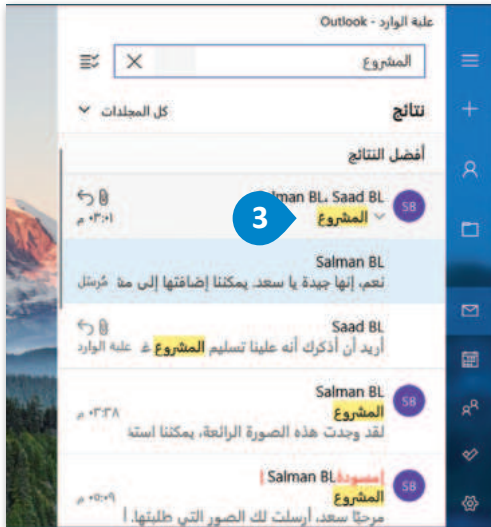 علبة الوارد - Outlook
المشروع
نتائج
كل المجلدات
أفضل النتائج
Salman BL، Saad BL
SB
المشروع
٠٣:٠١ م
3
Salman BL
نعم، إنها جيدة يا سعد. يمكننا إضافتها إلى مث مُرسَل
Saad BL
أريد أن أذكرك أنه علينا تسليم المشروع غ علبة الوارد
Salman BL
SB
المشروع
٠٣:٣٨ م
لقد وجدت هذه الصورة الرائعة، يمكننا استخ
[مسودة] Salman BL
SB
المشروع
٠٥:٠٩ م
مرحبًا سعد، أرسلت لك الصور التي طلبتها. أ